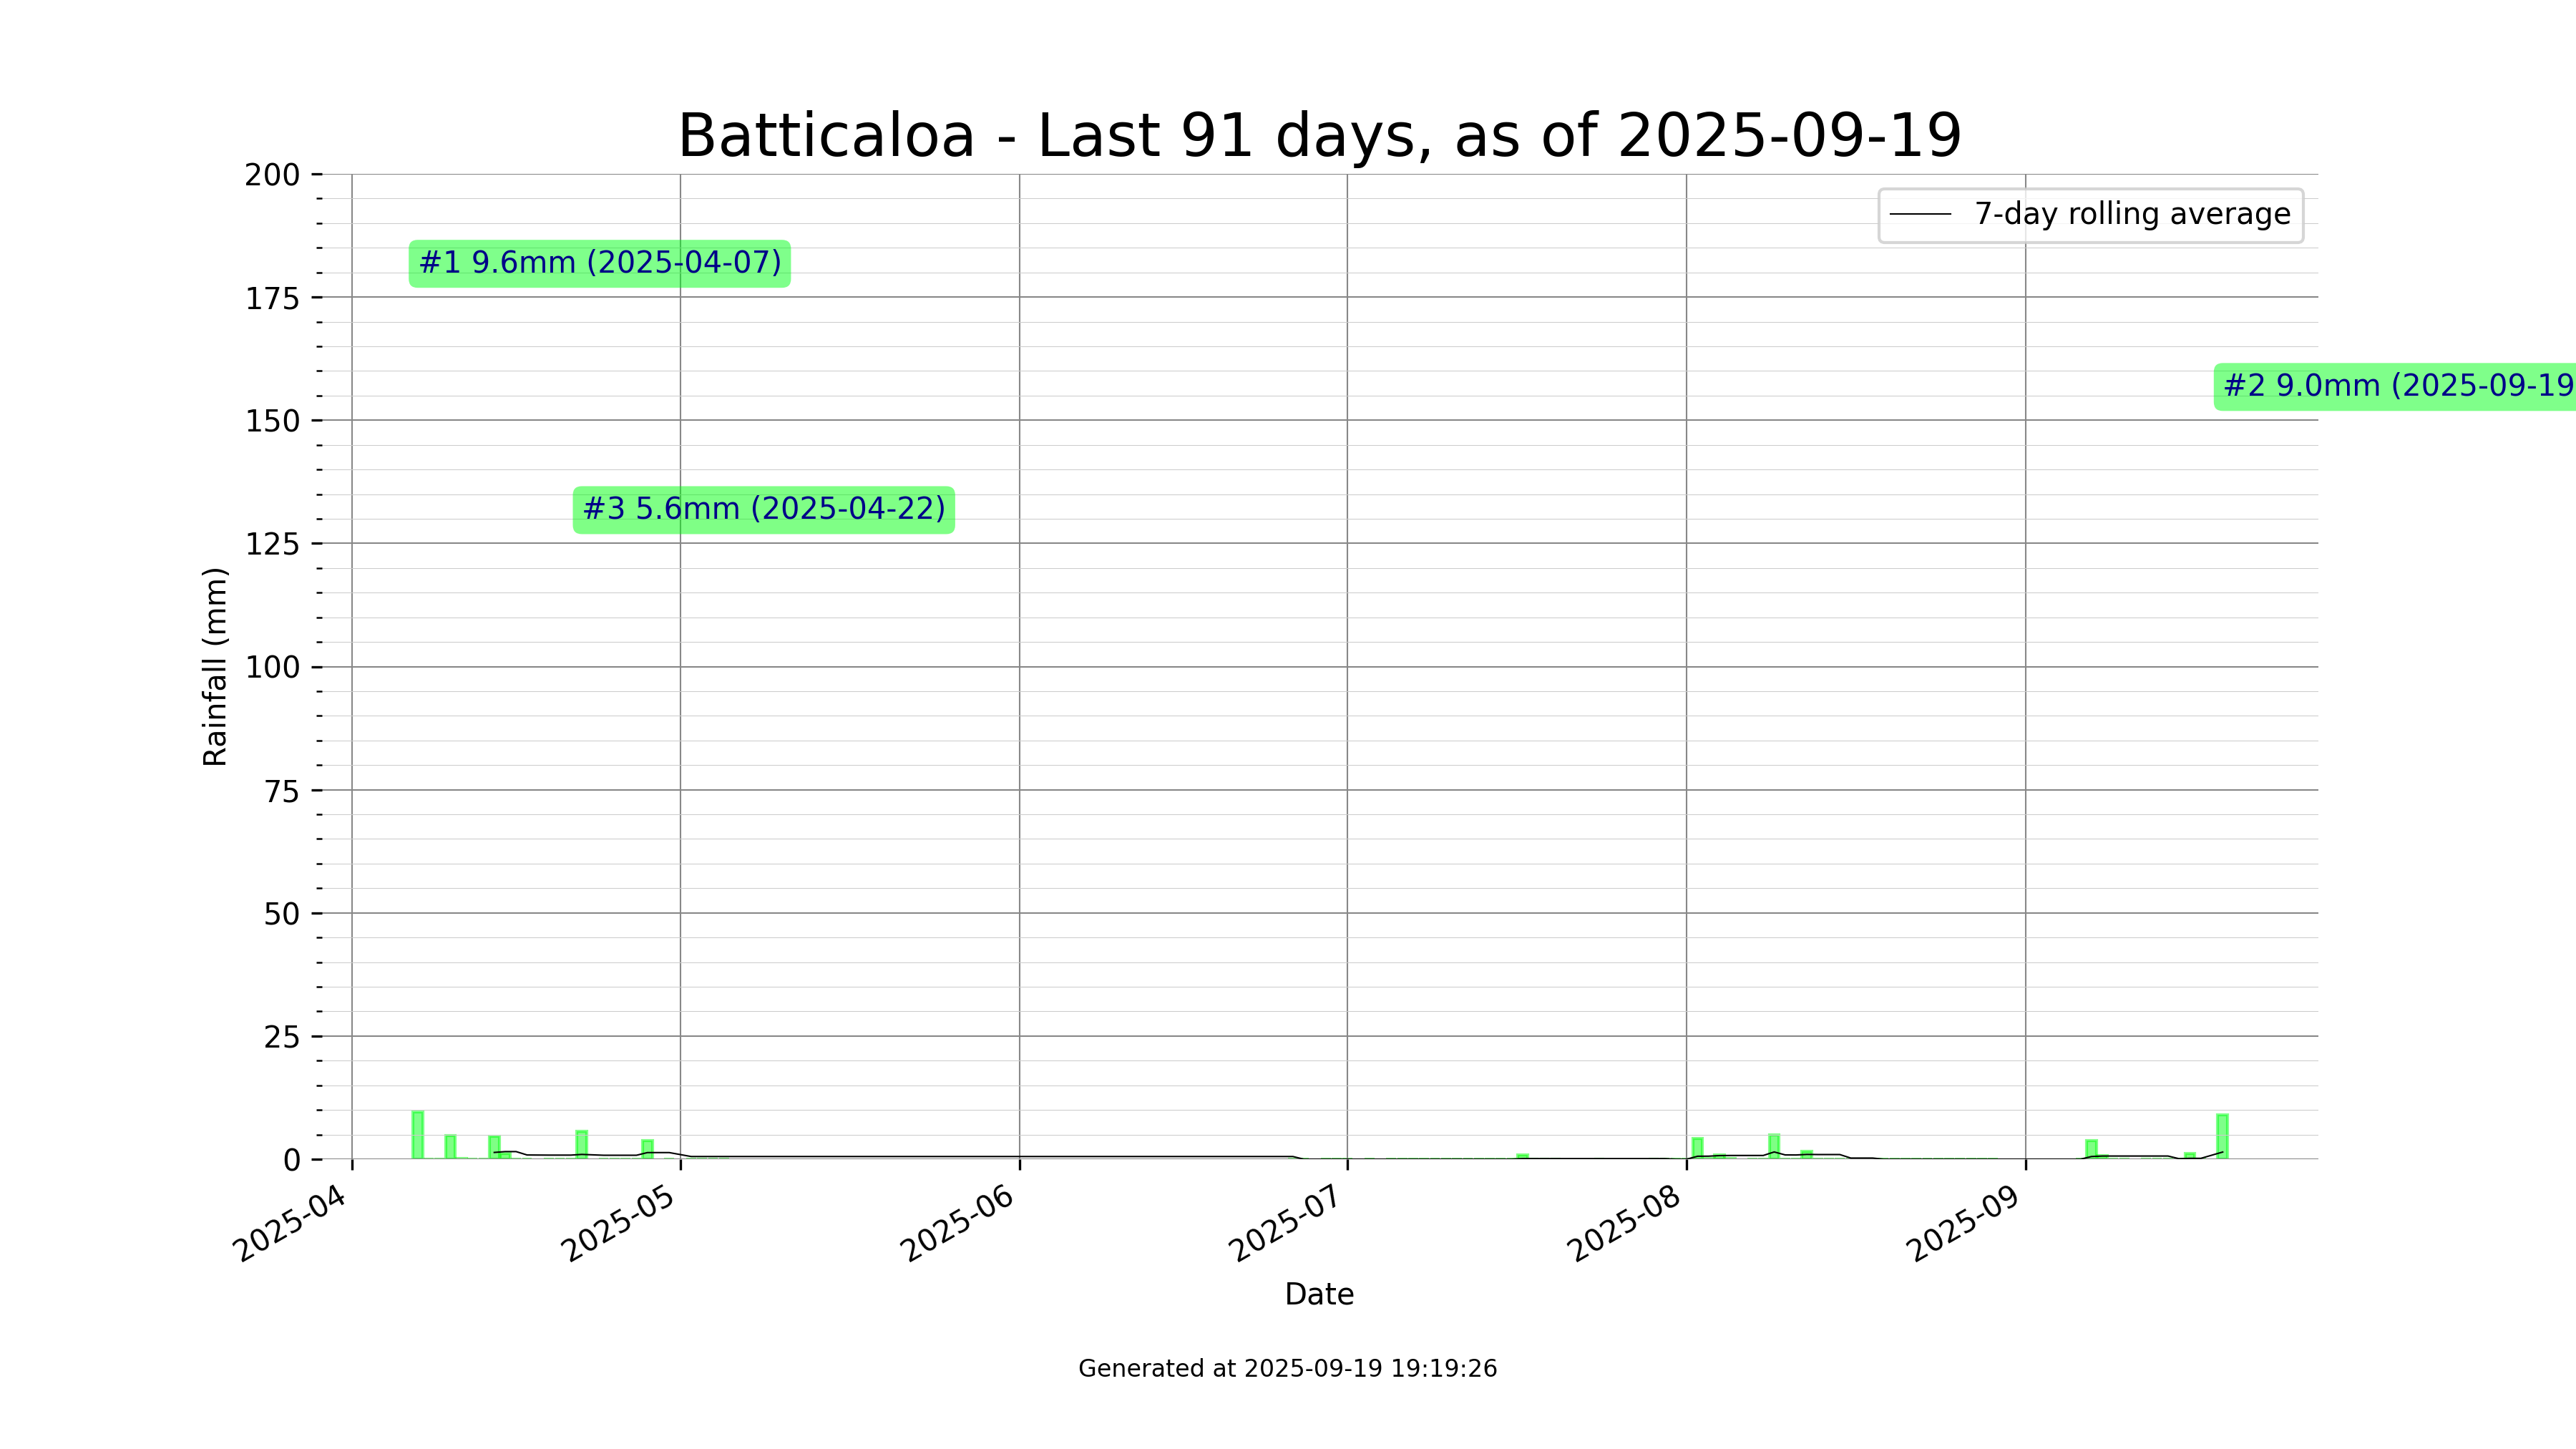 Batticaloa - Last 91 days, as of 2025-09-19
200
175
150
125
100
75
50
25
0
Rainfall (mm)
7-day rolling average
#1 9.6mm (2025-04-07)
#2 9.0mm (2025-09-19
#3 5.6mm (2025-04-22)
2025-04
2025-05
2025-06
2025-07
2025-08
2025-09
Date
Generated at 2025-09-19 19:19:26